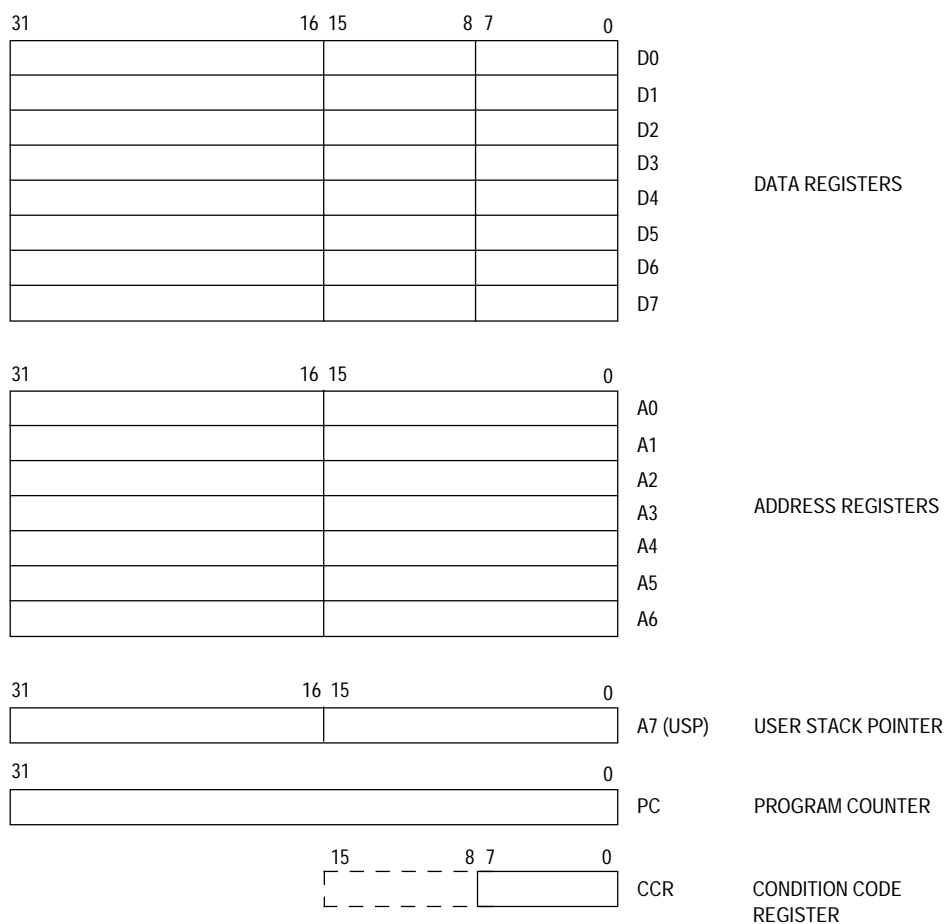 31 16 15 8 7 0
D0
D1
D2
D3
D4
D5
D6
D7
DATA REGISTERS
31 16 15 0
A0
A1
A2
A3
A4
A5
A6
ADDRESS REGISTERS
31 16 15 0
A7 (USP) USER STACK POINTER
31 0
PC PROGRAM COUNTER
15 8 7 0
CCR CONDITION CODE
REGISTER